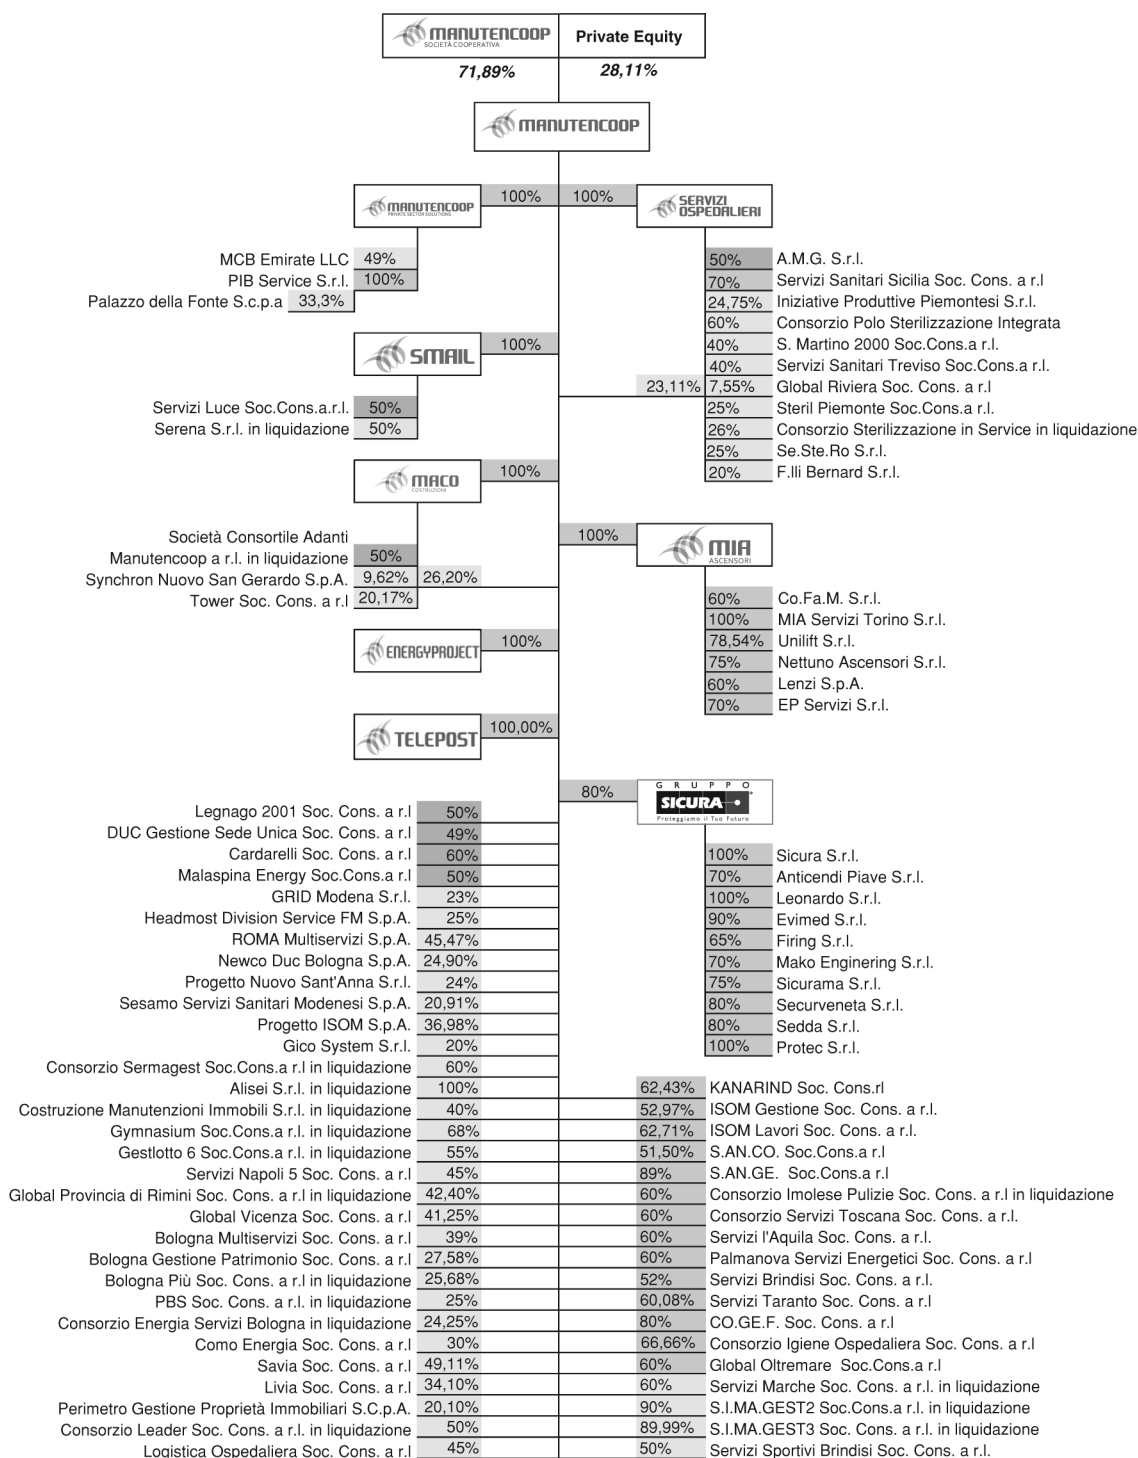 MANUTENCOOP
SOCIETÀ COOPERATIVA
Private Equity
71,89%
28,11%
MANUTENCOOP
MANUTENCOOP
PRIVATE SECTOR SOLUTIONS
100%
100%
SERVIZI
OSPEDALIERI
MCB Emirate LLC 49%
PIB Service S.r.l. 100%
Palazzo della Fonte S.c.p.a 33,3%
50% A.M.G. S.r.l.
70% Servizi Sanitari Sicilia Soc. Cons. a r.l
24,75% Iniziative Produttive Piemontesi S.r.l.
60% Consorzio Polo Sterilizzazione Integrata
40% S. Martino 2000 Soc.Cons.a r.l.
40% Servizi Sanitari Treviso Soc.Cons.a r.l.
23,11% 7,55% Global Riviera Soc. Cons. a r.l
25% Steril Piemonte Soc.Cons.a r.l.
26% Consorzio Sterilizzazione in Service in liquidazione
25% Se.Ste.Ro S.r.l.
20% F.lli Bernard S.r.l.
SMAIL
100%
Servizi Luce Soc.Cons.a.r.l. 50%
Serena S.r.l. in liquidazione 50%
MACO
COSTRUZIONI
100%
Società Consortile Adanti
Manutencoop a r.l. in liquidazione 50%
Synchron Nuovo San Gerardo S.p.A. 9,62% 26,20%
Tower Soc. Cons. a r.l 20,17%
100%
MIA
ASCENSORI
60% Co.Fa.M. S.r.l.
100% MIA Servizi Torino S.r.l.
78,54% Unilift S.r.l.
75% Nettuno Ascensori S.r.l.
60% Lenzi S.p.A.
70% EP Servizi S.r.l.
ENERGYPROJECT
100%
TELEPOST
100,00%
80%
GRUPPO
SICURA
Proteggiamo il Tuo Futuro
100% Sicura S.r.l.
70% Anticendi Piave S.r.l.
100% Leonardo S.r.l.
90% Evimed S.r.l.
65% Firing S.r.l.
70% Mako Enginering S.r.l.
75% Sicurama S.r.l.
80% Securveneta S.r.l.
80% Sedda S.r.l.
100% Protec S.r.l.
Legnago 2001 Soc. Cons. a r.l 50%
DUC Gestione Sede Unica Soc. Cons. a r.l 49%
Cardarelli Soc. Cons. a r.l 60%
Malaspina Energy Soc.Cons.a r.l 50%
GRID Modena S.r.l. 23%
Headmost Division Service FM S.p.A. 25%
ROMA Multiservizi S.p.A. 45,47%
Newco Duc Bologna S.p.A. 24,90%
Progetto Nuovo Sant'Anna S.r.l. 24%
Sesamo Servizi Sanitari Modenesi S.p.A. 20,91%
Progetto ISOM S.p.A. 36,98%
Gico System S.r.l. 20%
Consorzio Sermagest Soc.Cons.a r.l in liquidazione 60%
Alisei S.r.l. in liquidazione 100%
Costruzione Manutenzioni Immobili S.r.l. in liquidazione 40%
Gymnasium Soc.Cons.a r.l. in liquidazione 68%
Gestlotto 6 Soc.Cons.a r.l. in liquidazione 55%
Servizi Napoli 5 Soc. Cons. a r.l 45%
Global Provincia di Rimini Soc. Cons. a r.l in liquidazione 42,40%
Global Vicenza Soc. Cons. a r.l 41,25%
Bologna Multiservizi Soc. Cons. a r.l 39%
Bologna Gestione Patrimonio Soc. Cons. a r.l 27,58%
Bologna Più Soc. Cons. a r.l in liquidazione 25,68%
PBS Soc. Cons. a r.l. in liquidazione 25%
Consorzio Energia Servizi Bologna in liquidazione 24,25%
Como Energia Soc. Cons. a r.l 30%
Savia Soc. Cons. a r.l 49,11%
Livia Soc. Cons. a r.l 34,10%
Perimetro Gestione Proprietà Immobiliari S.C.p.A. 20,10%
Consorzio Leader Soc. Cons. a r.l. in liquidazione 50%
Logistica Ospedaliera Soc. Cons. a r.l 45%
62,43% KANARIND Soc. Cons.rl
52,97% ISOM Gestione Soc. Cons. a r.l.
62,71% ISOM Lavori Soc. Cons. a r.l.
51,50% S.AN.CO. Soc.Cons.a r.l
89% S.AN.GE. Soc.Cons.a r.l
60% Consorzio Imolese Pulizie Soc. Cons. a r.l in liquidazione
60% Consorzio Servizi Toscana Soc. Cons. a r.l.
60% Servizi l'Aquila Soc. Cons. a r.l.
60% Palmanova Servizi Energetici Soc. Cons. a r.l
52% Servizi Brindisi Soc. Cons. a r.l.
60,08% Servizi Taranto Soc. Cons. a r.l
80% CO.GE.F. Soc. Cons. a r.l
66,66% Consorzio Igiene Ospedaliera Soc. Cons. a r.l
60% Global Oltremare Soc.Cons.a r.l
60% Servizi Marche Soc. Cons. a r.l. in liquidazione
90% S.I.MA.GEST2 Soc.Cons.a r.l. in liquidazione
89,99% S.I.MA.GEST3 Soc. Cons. a r.l. in liquidazione
50% Servizi Sportivi Brindisi Soc. Cons. a r.l.